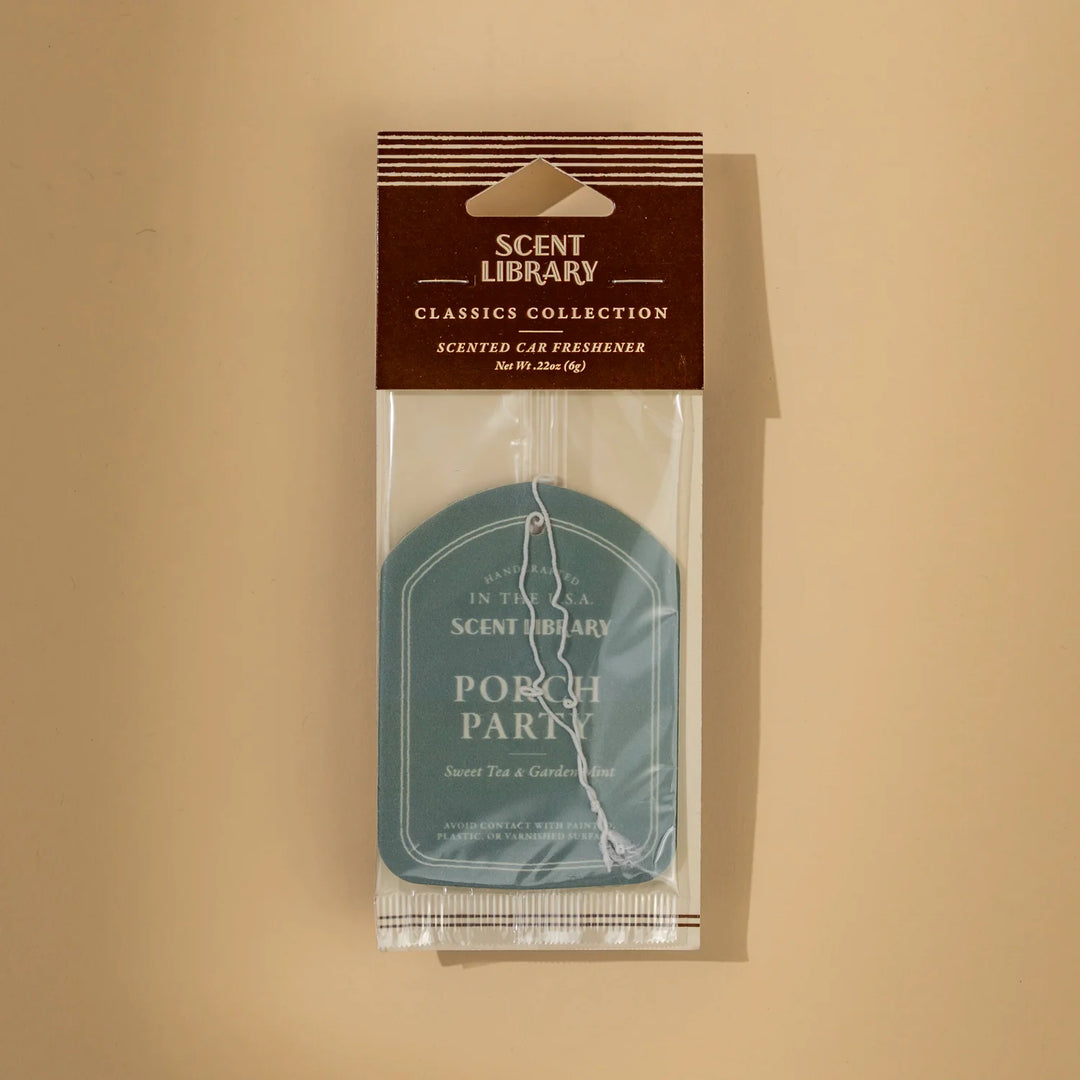 SCENT
LIBRARY
CLASSICS COLLECTION
SCENTED CAR FRESHENER
Net Wt .22oz (6g)
HANDCRAFTED
IN THE U.S.A.
SCENT LIBRARY
PORCH
PARTY
Sweet Tea & Garden Mint
AVOID CONTACT WITH PAINTED,
PLASTIC, OR VARNISHED SURFACES